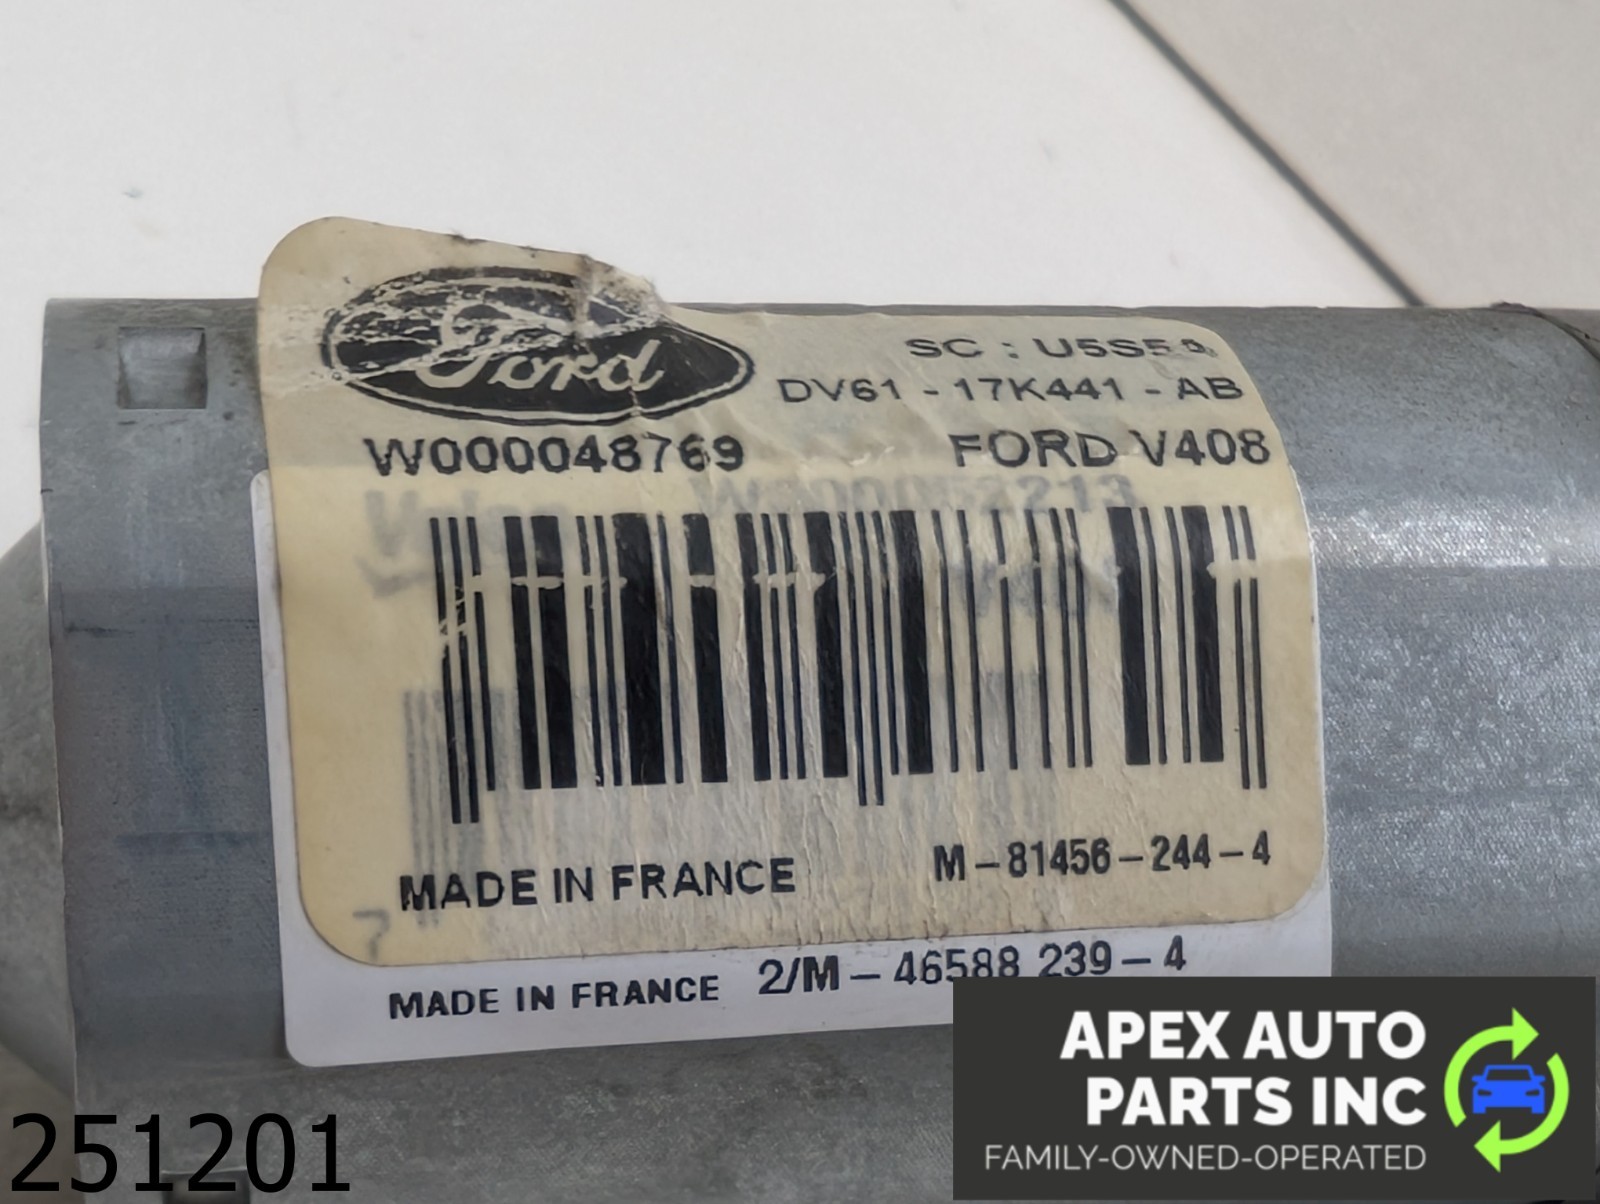 Ford
SC : U5S5
DV61 - 17K441 - AB
W000048769 FORD V408
MADE IN FRANCE M-81456-244-4
7
MADE IN FRANCE 2/M-46588 239-4
251201
APEX AUTO
PARTS INC
FAMILY-OWNED-OPERATED